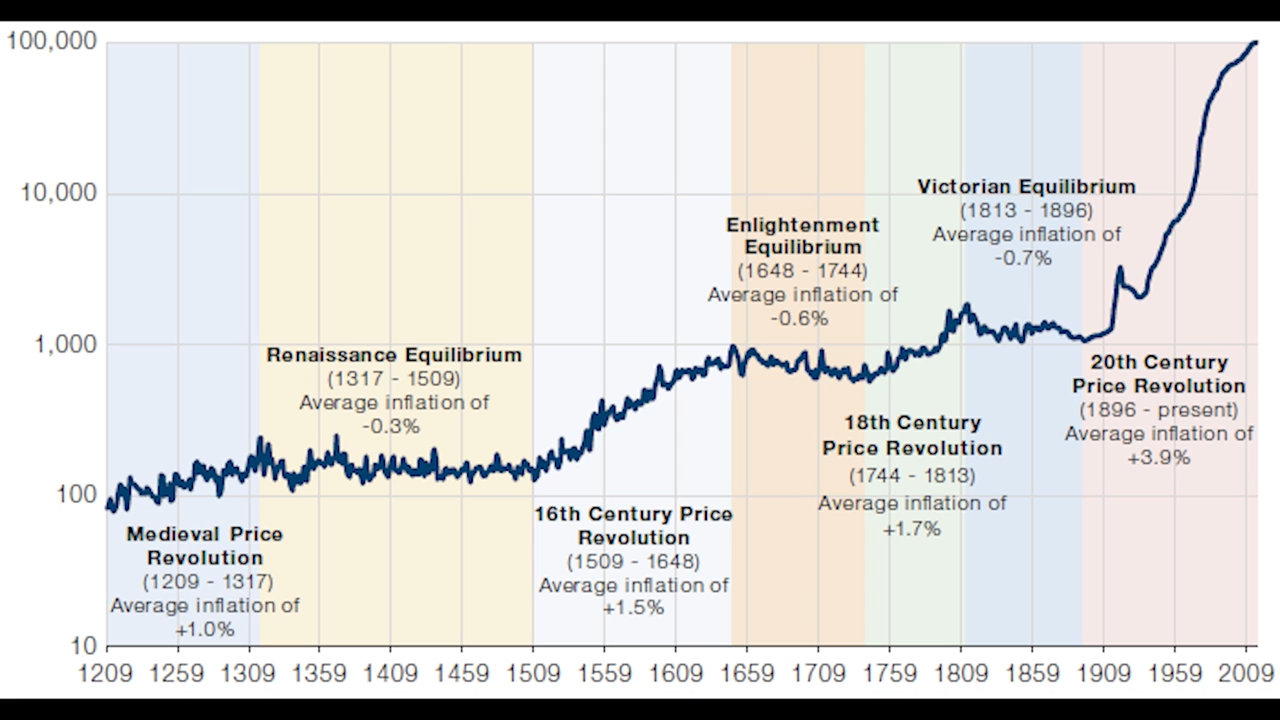 100,000
10,000
1,000
100
10
Victorian Equilibrium
(1813 - 1896)
Average inflation of
-0.7%
Enlightenment
Equilibrium
(1648 - 1744)
Average inflation of
-0.6%
Renaissance Equilibrium
(1317 - 1509)
Average inflation of
-0.3%
20th Century
Price Revolution
(1896 - present)
Average inflation of
+3.9%
18th Century
Price Revolution
(1744 - 1813)
Average inflation of
+1.7%
16th Century Price
Revolution
(1509 - 1648)
Average inflation of
+1.5%
Medieval Price
Revolution
(1209 - 1317)
Average inflation of
+1.0%
1209 1259 1309 1359 1409 1459 1509 1559 1609 1659 1709 1759 1809 1859 1909 1959 2009